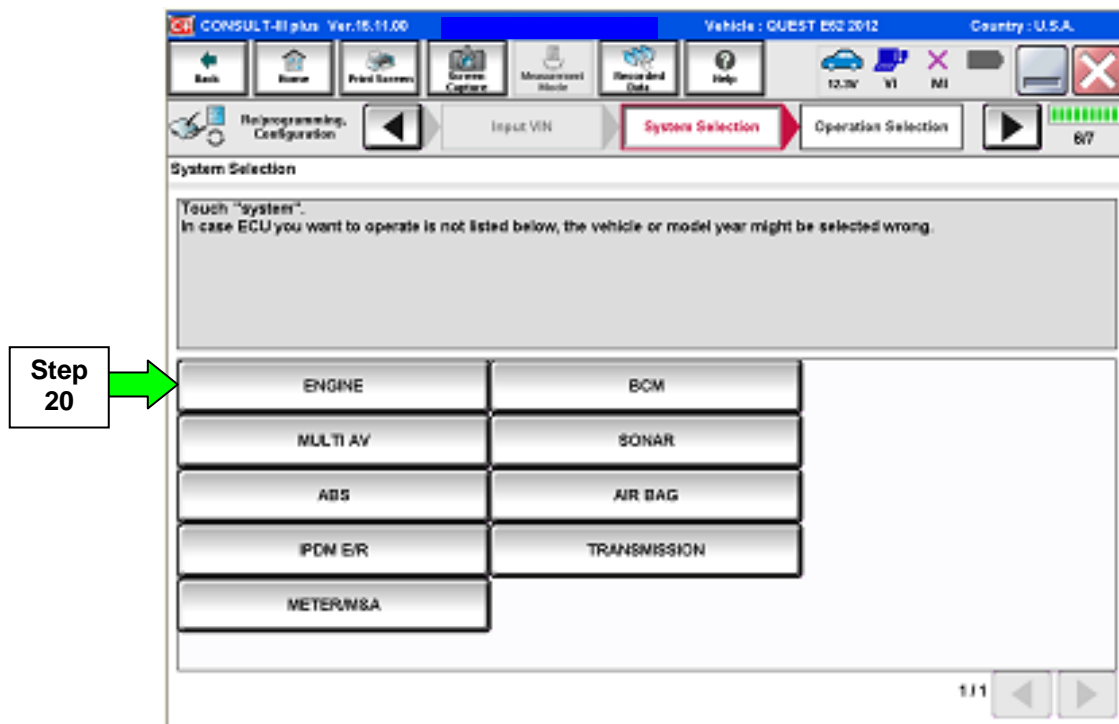 CONSULT-III plus Ver.15.11.00
Vehicle : QUEST E52 2012
Country : U.S.A.
Back
Home
Print Screen
Screen Capture
Measurement Mode
Recorded Data
Help
12.3V
VI
MI
Re/programming, Configuration
Input VIN
System Selection
Operation Selection
6/7
System Selection
Touch "system".
In case ECU you want to operate is not listed below, the vehicle or model year might be selected wrong.
Step
20
ENGINE
BCM
MULTI AV
SONAR
ABS
AIR BAG
IPDM E/R
TRANSMISSION
METER/M&A
1/1